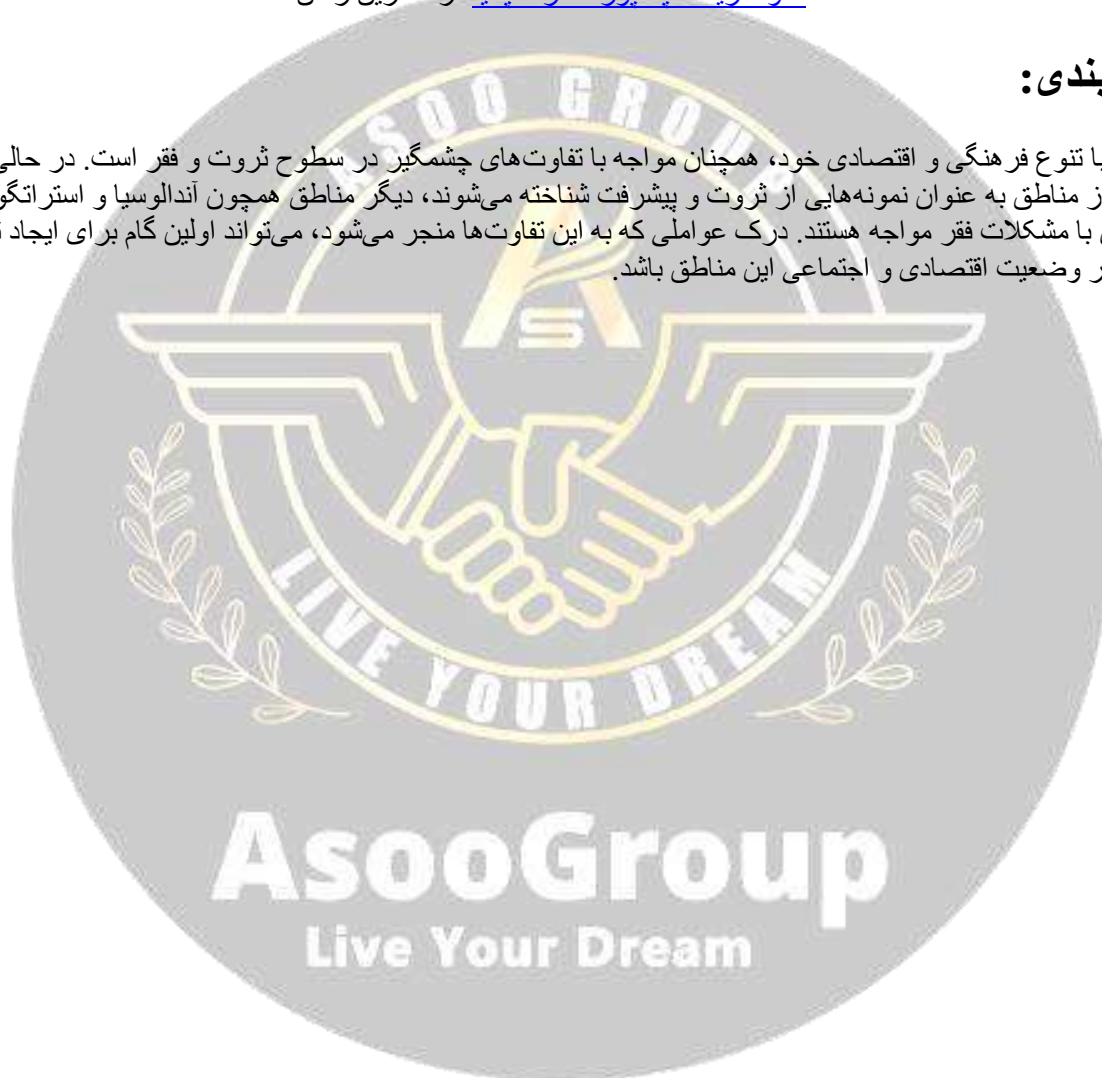 بندی:
با تنوع فرهنگی و اقتصادی خود، همچنان مواجه با تفاوت‌های چشمگیر در سطوح ثروت و فقر است. در حالی
از مناطق به عنوان نمونه‌هایی از ثروت و پیشرفت شناخته می‌شوند، دیگر مناطق همچون آندالوسیا و استراتگو
با مشکلات فقر مواجه هستند. درک عواملی که به این تفاوت‌ها منجر می‌شود، می‌تواند اولین گام برای ایجاد
ر وضعیت اقتصادی و اجتماعی این مناطق باشد.
ASOO GROUP
AS
LIVE YOUR DREAM
AsooGroup
Live Your Dream